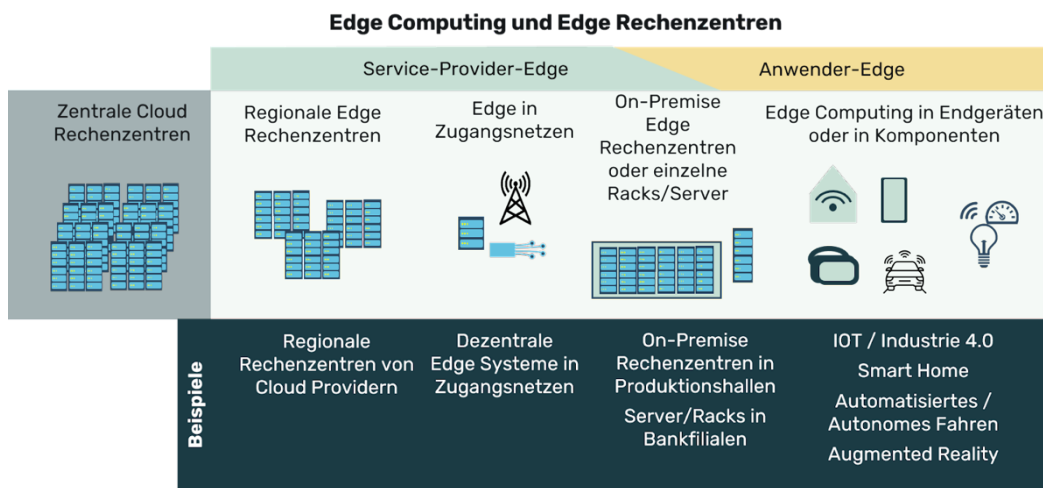 Edge Computing und Edge Rechenzentren
Service-Provider-Edge
Anwender-Edge
Zentrale Cloud
Rechenzentren
Regionale Edge
Rechenzentren
Edge in
Zugangsnetzen
On-Premise
Edge
Rechenzentren
oder einzelne
Racks/Server
Edge Computing in Endgeräten
oder in Komponenten
Beispiele
Regionale
Rechenzentren von
Cloud Providern
Dezentrale
Edge Systeme in
Zugangsnetzen
On-Premise
Rechenzentren in
Produktionshallen
Server/Racks in
Bankfilialen
IOT / Industrie 4.0
Smart Home
Automatisiertes /
Autonomes Fahren
Augmented Reality